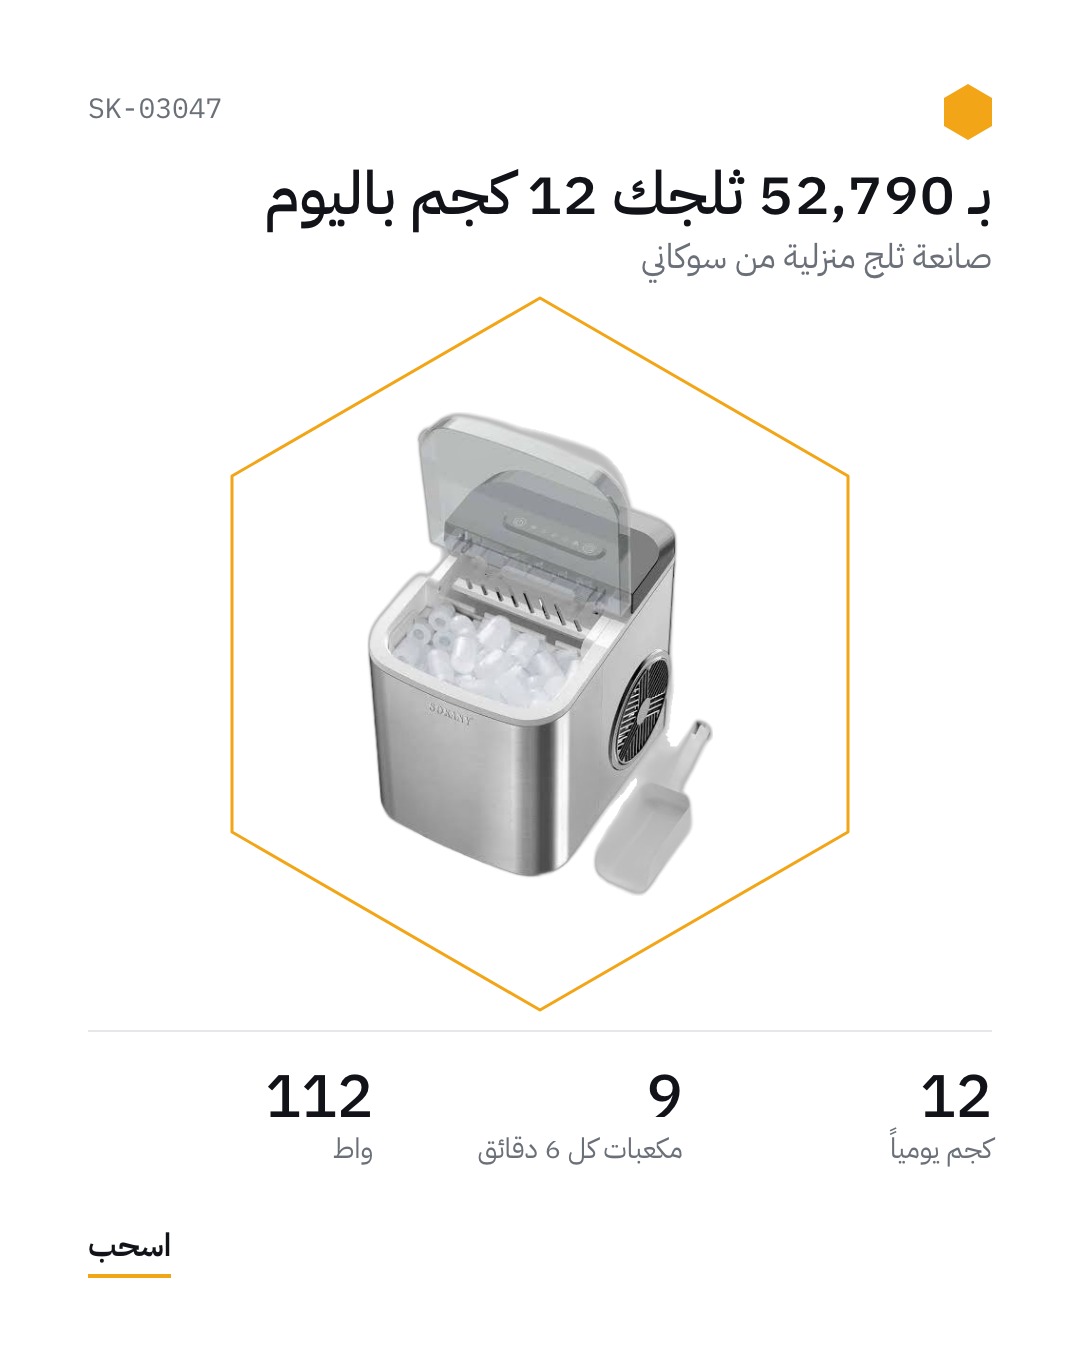 SK-03047
بـ 52,790 ثلجك 12 كجم باليوم
صانعة ثلج منزلية من سوكاني
SOKANY
12
كجم يومياً
9
مكعبات كل 6 دقائق
112
واط
اسحب